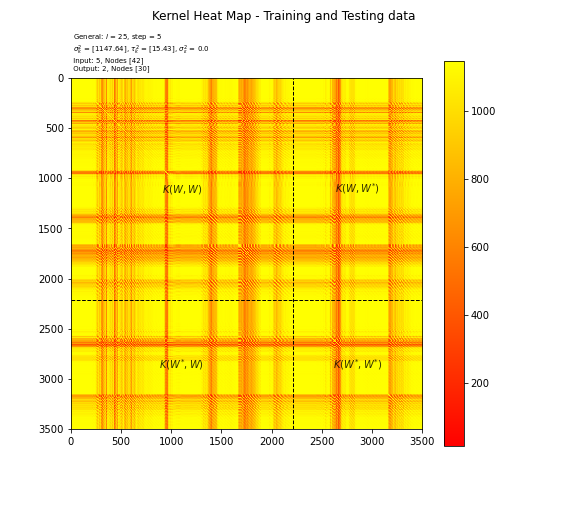 Kernel Heat Map - Training and Testing data
General: l = 25, step = 5
σ_k^2 = [1147.64], τ_k^2 = [15.43], σ_ε^2 = 0.0
Input: 5, Nodes [42]
Output: 2, Nodes [30]
0
500
1000
1500
2000
2500
3000
3500
0 500 1000 1500 2000 2500 3000 3500
K(W, W)
K(W, W*)
K(W*, W)
K(W*, W*)
1000
800
600
400
200